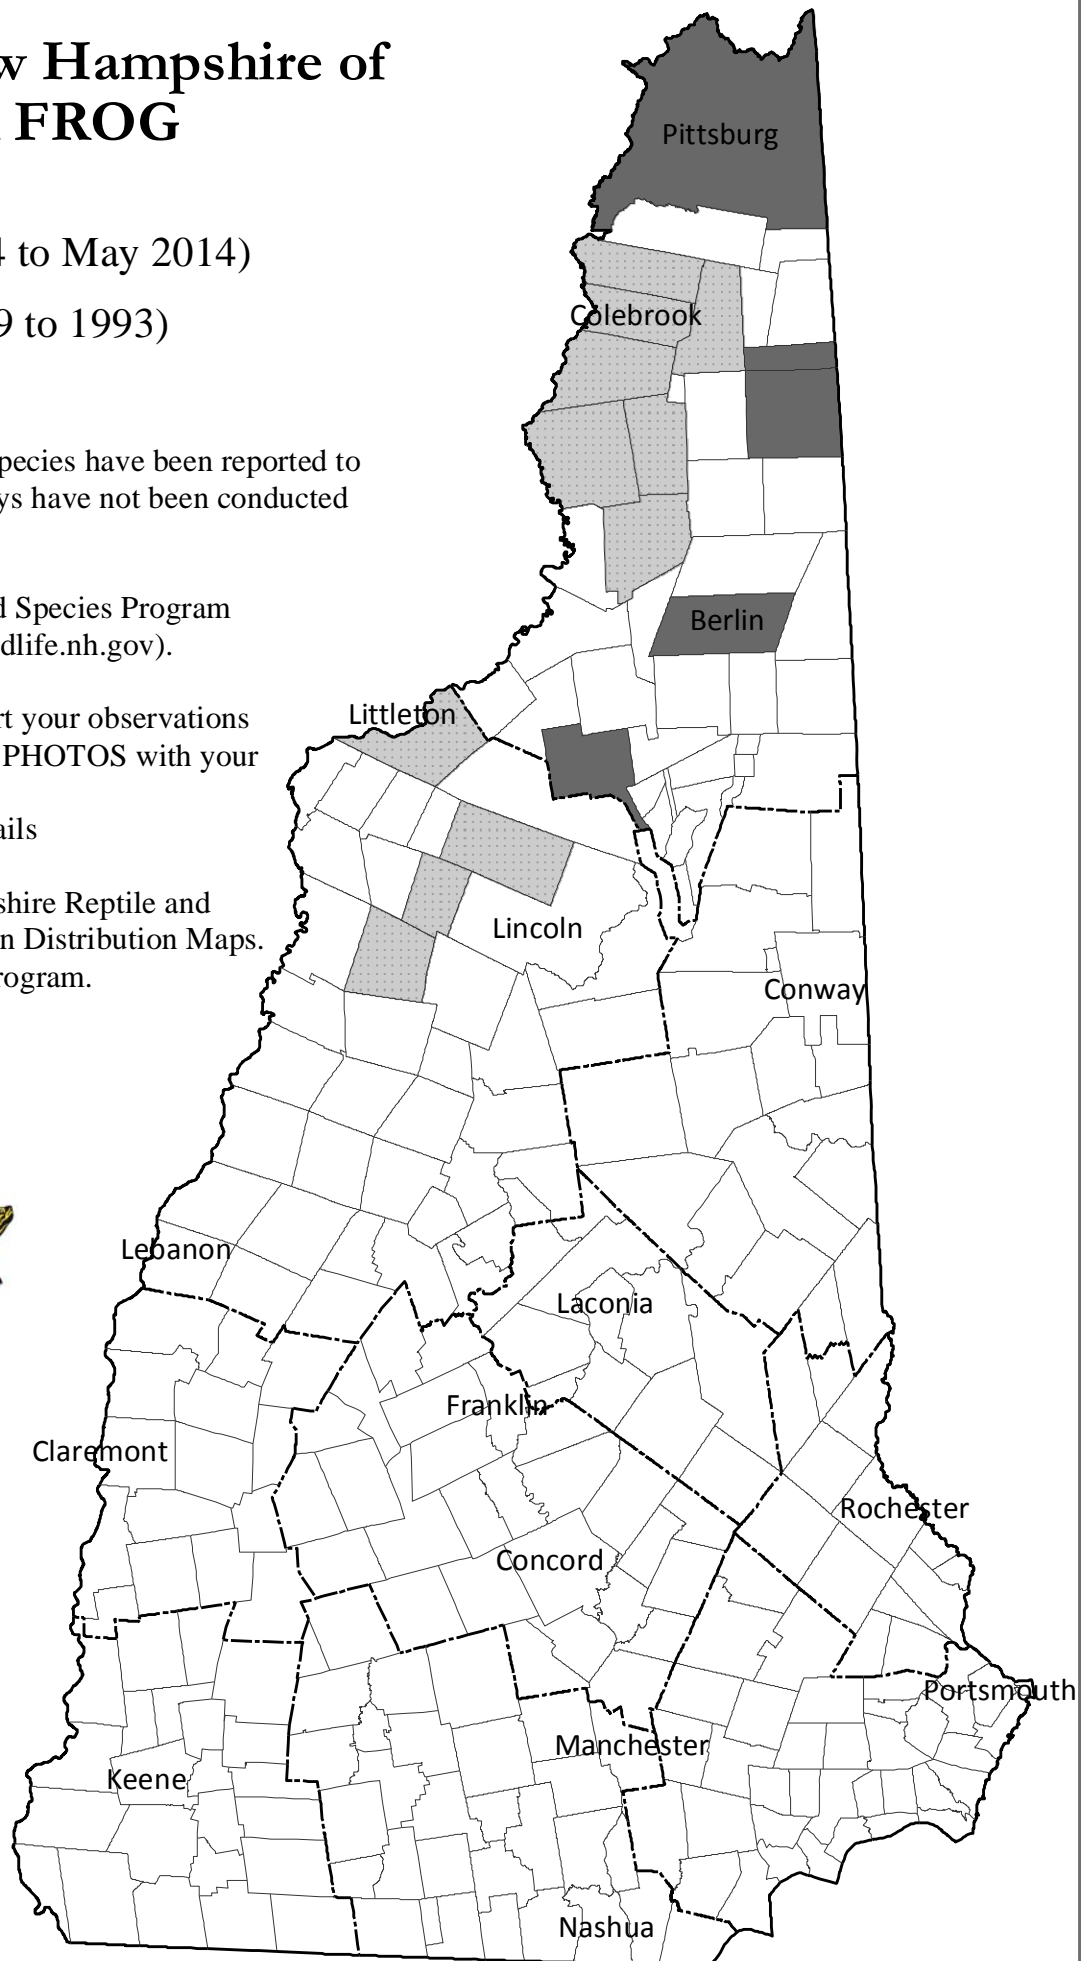 w Hampshire of
FROG
4 to May 2014)
9 to 1993)
pecies have been reported to
ys have not been conducted
d Species Program
dlife.nh.gov).
rt your observations
PHOTOS with your
ails
shire Reptile and
n Distribution Maps.
rogram.
Pittsburg
Colebrook
Berlin
Littleton
Lincoln
Conway
Lebanon
Laconia
Franklin
Claremont
Rochester
Concord
Portsmouth
Manchester
Keene
Nashua